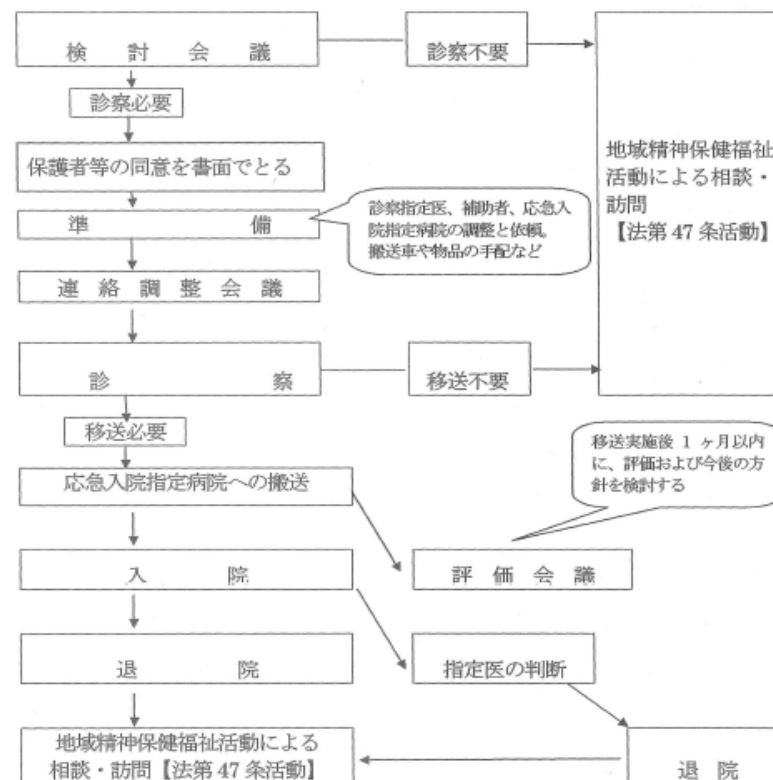 検 討 会 議
診察不要
診察必要
地域精神保健福祉
活動による相談・
訪問
【法第 47 条活動】
保護者等の同意を書面でとる
準 備
診察指定医、補助者、応急入
院指定病院の調整と依頼。
搬送車や物品の手配など
連 絡 調 整 会 議
診 察
移送不要
移送必要
移送実施後 1 ヶ月以内
に、評価および今後の方
針を検討する
応急入院指定病院への搬送
入 院
評 価 会 議
退 院
指定医の判断
地域精神保健福祉活動による
相談・訪問【法第 47 条活動】
退 院